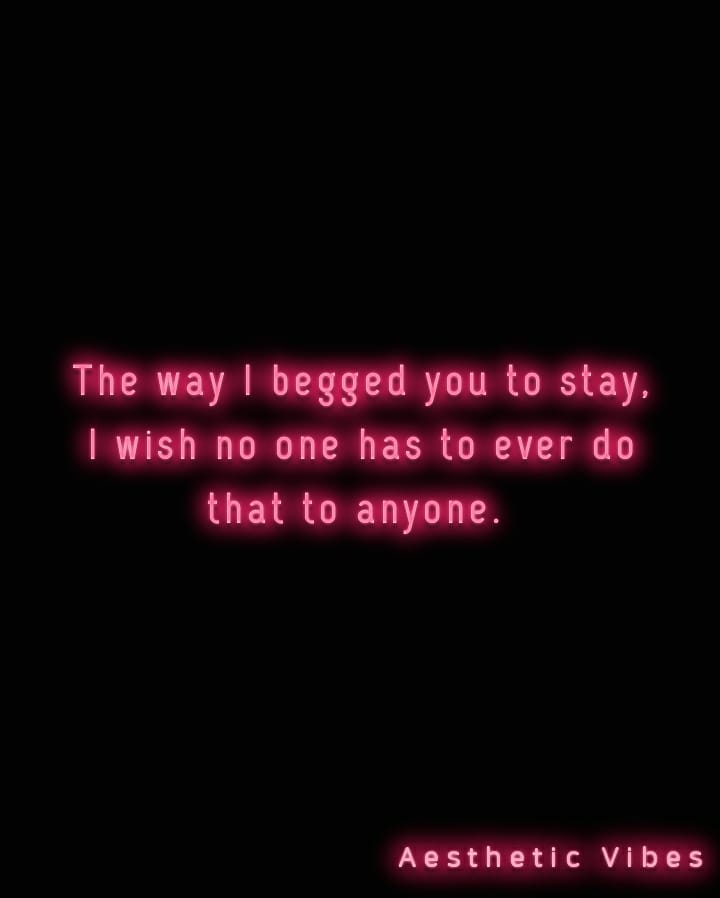 The way I begged you to stay,
I wish no one has to ever do
that to anyone.
Aesthetic Vibes